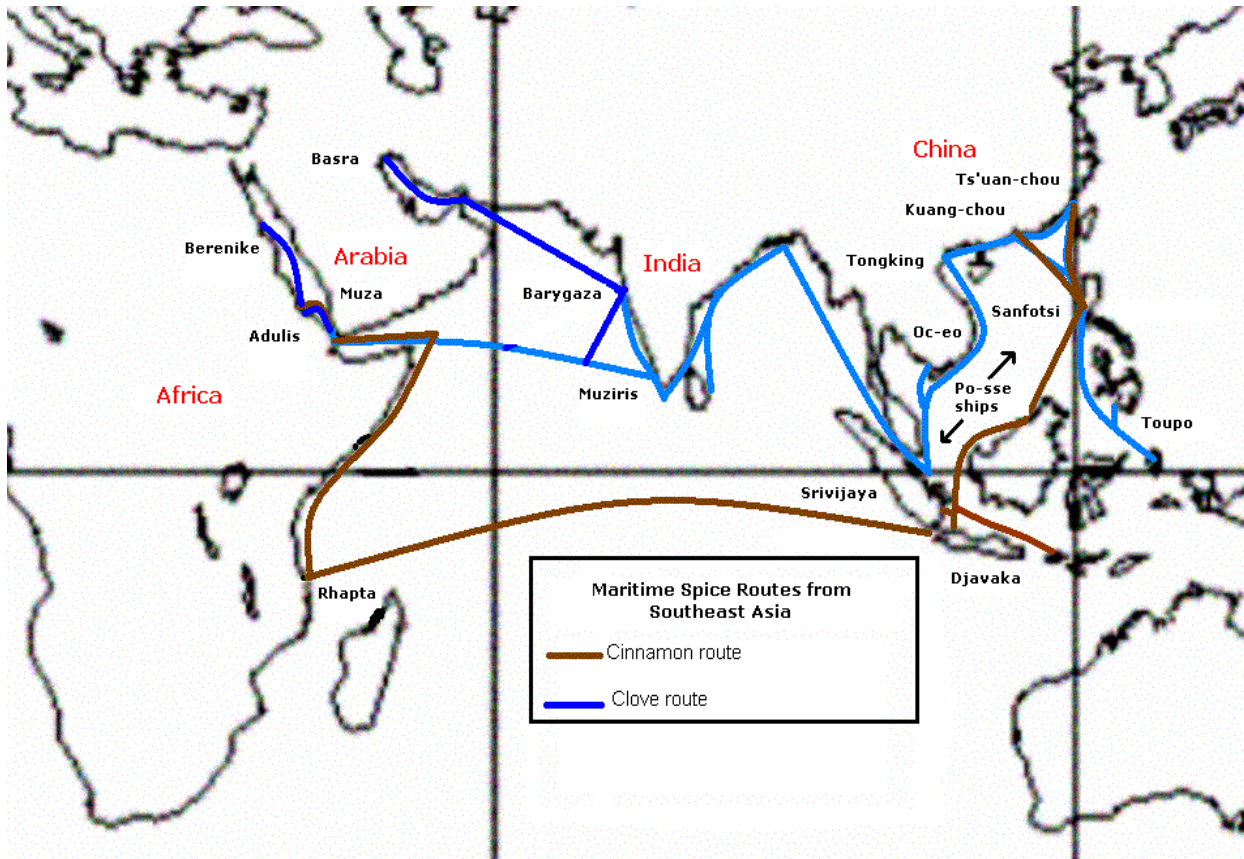 China
Ts'uan-chou
Basra
Kuang-chou
Berenike
Arabia
India
Tongking
Muza
Barygaza
Sanfotsi
Adulis
Oc-eo
Africa
Muziris
Po-sse
ships
Toupo
Srivijaya
Djavaka
Rhapta
Maritime Spice Routes from
Southeast Asia
Cinnamon route
Clove route